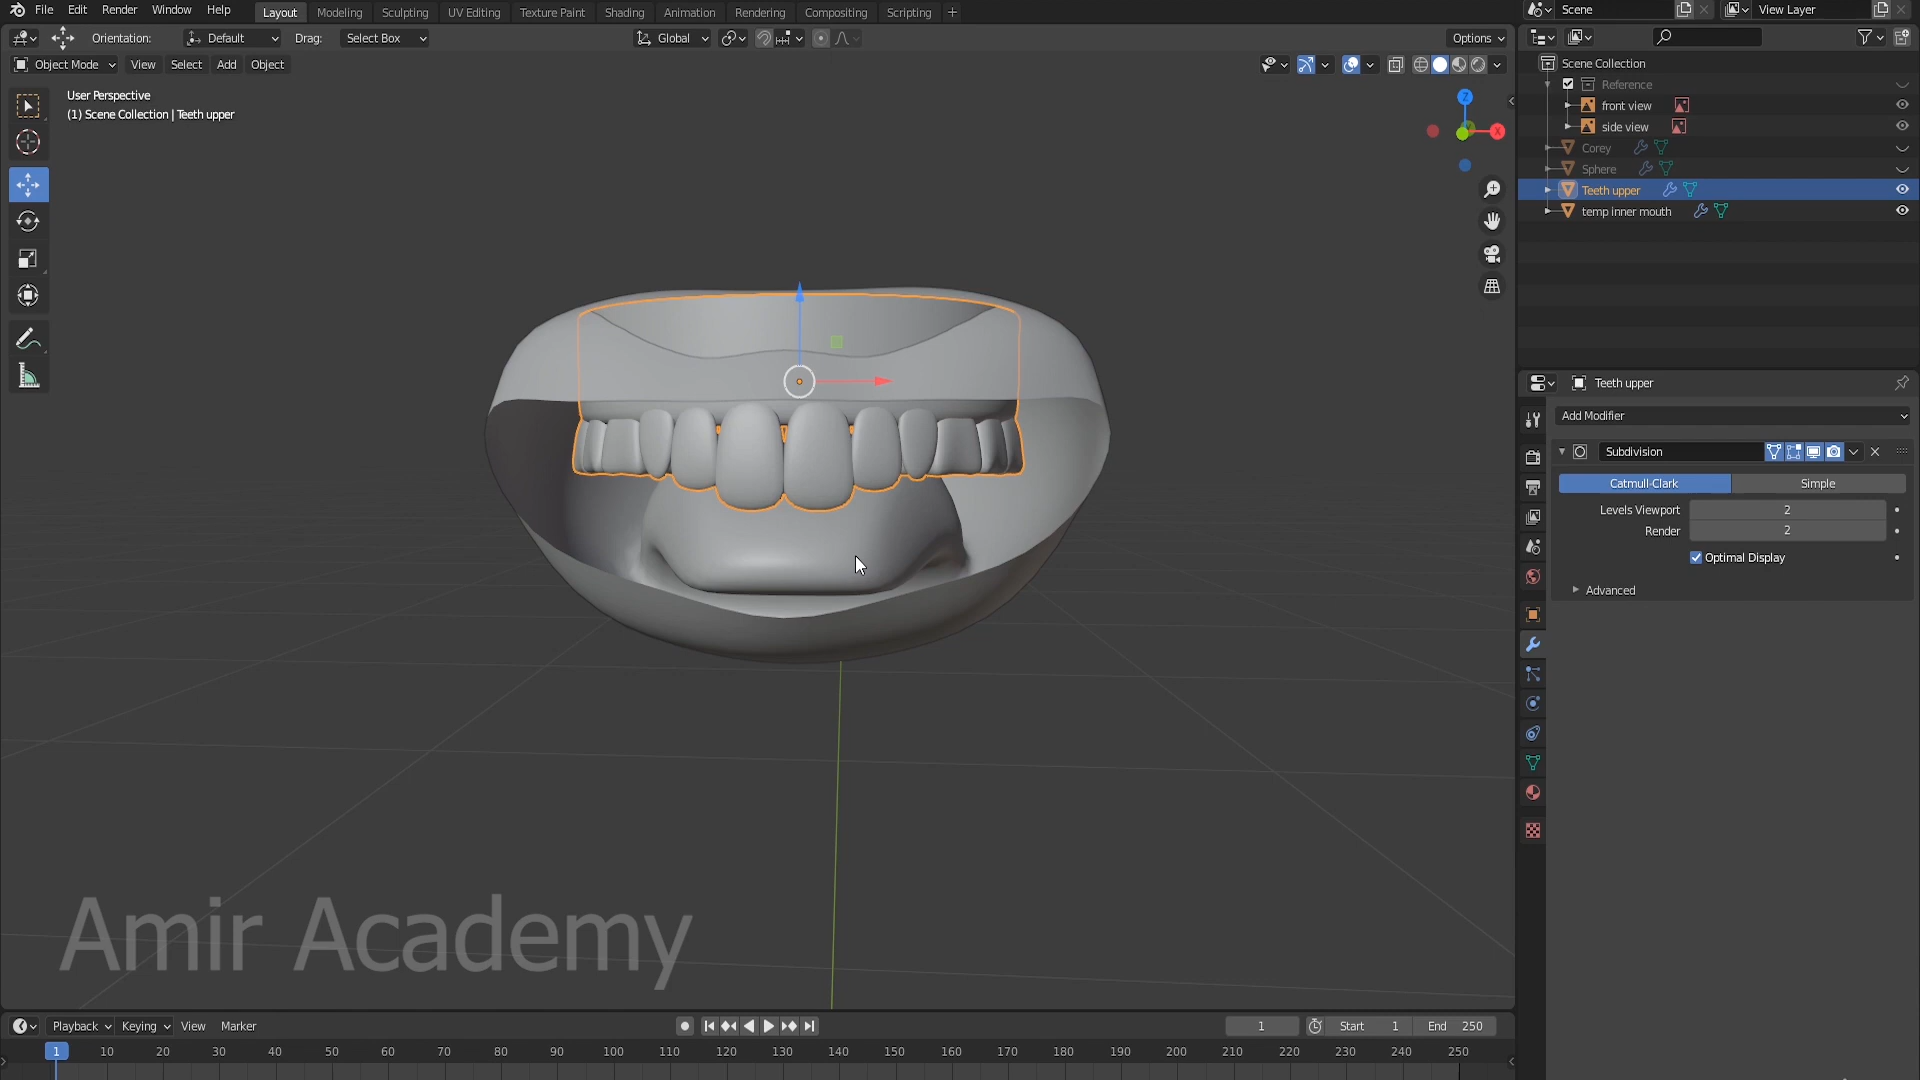 File Edit Render Window Help Layout Modeling Sculpting UV Editing Texture Paint Shading Animation Rendering Compositing Scripting + Scene View Layer
Orientation: Default Drag: Select Box Global Options
Object Mode View Select Add Object
User Perspective
(1) Scene Collection | Teeth upper
Z
X
Scene Collection
Reference
front view
side view
Corey
Sphere
Teeth upper
temp inner mouth
Teeth upper
Add Modifier
Subdivision
Catmull-Clark Simple
Levels Viewport 2
Render 2
Optimal Display
Advanced
Amir Academy
Playback Keying View Marker 1 Start 1 End 250
1 10 20 30 40 50 60 70 80 90 100 110 120 130 140 150 160 170 180 190 200 210 220 230 240 250